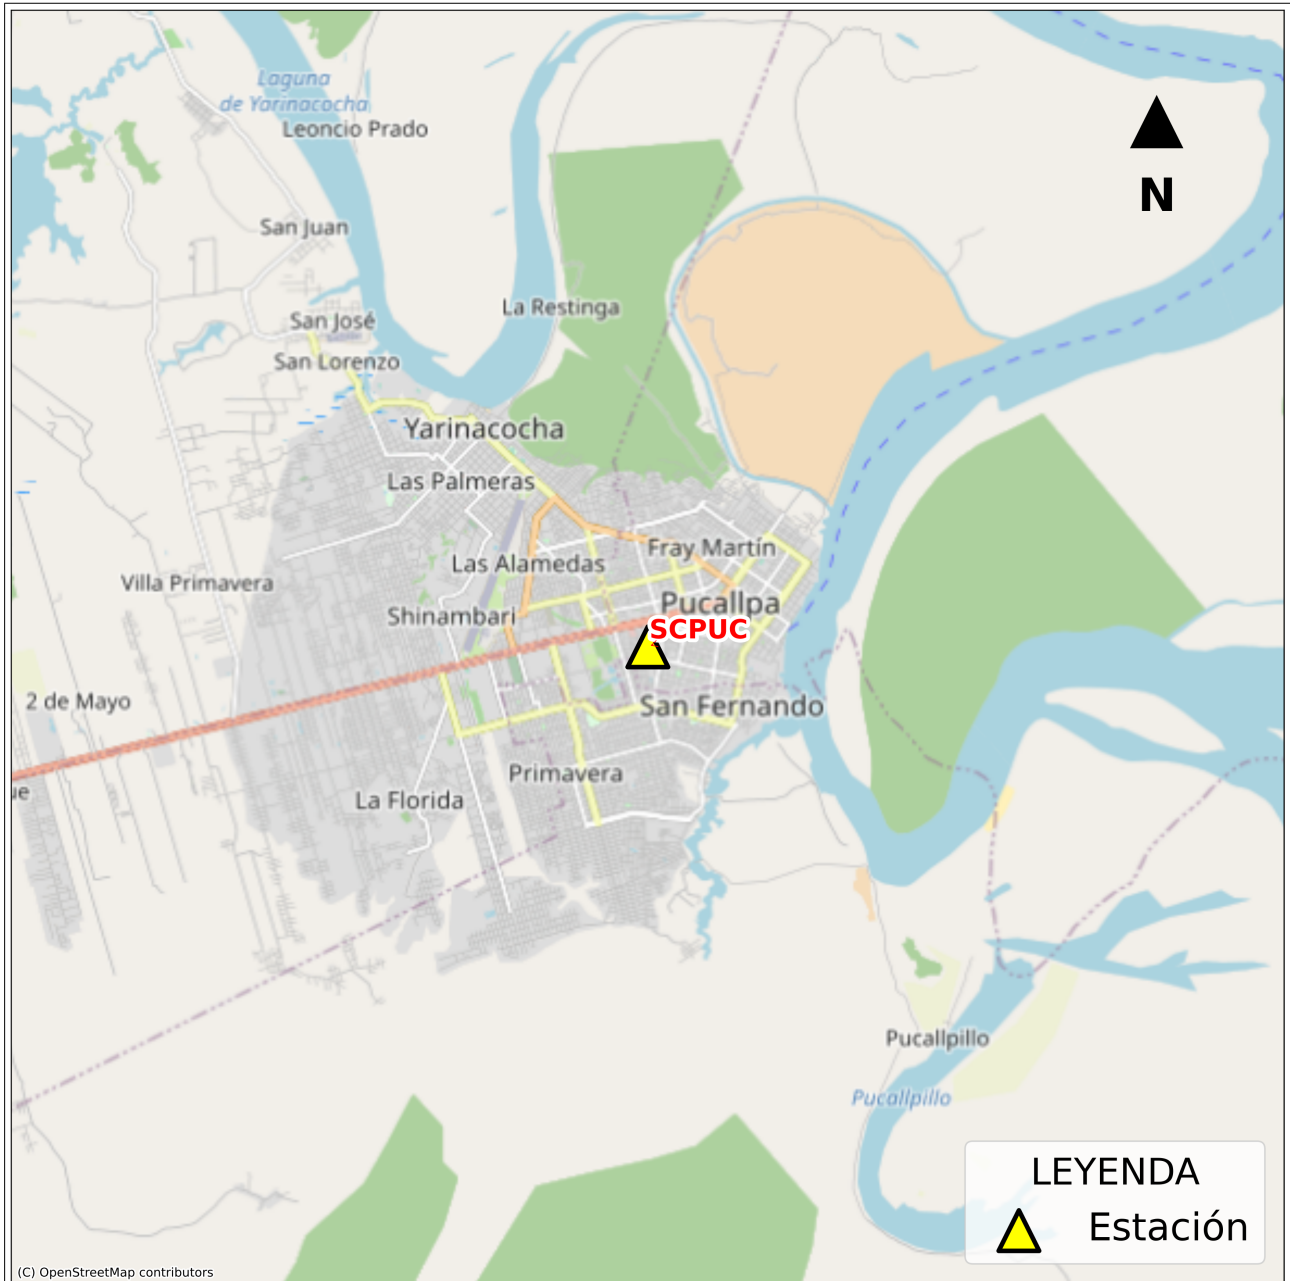 Laguna
de Yarinacocha
Leoncio Prado
N
San Juan
La Restinga
San José
San Lorenzo
Yarinacocha
Las Palmeras
Fray Martín
Las Alamedas
Villa Primavera
Pucallpa
Shinambari
SCPUC
2 de Mayo
San Fernando
Primavera
ue
La Florida
Pucallpillo
Pucallpillo
LEYENDA
Estación
(C) OpenStreetMap contributors